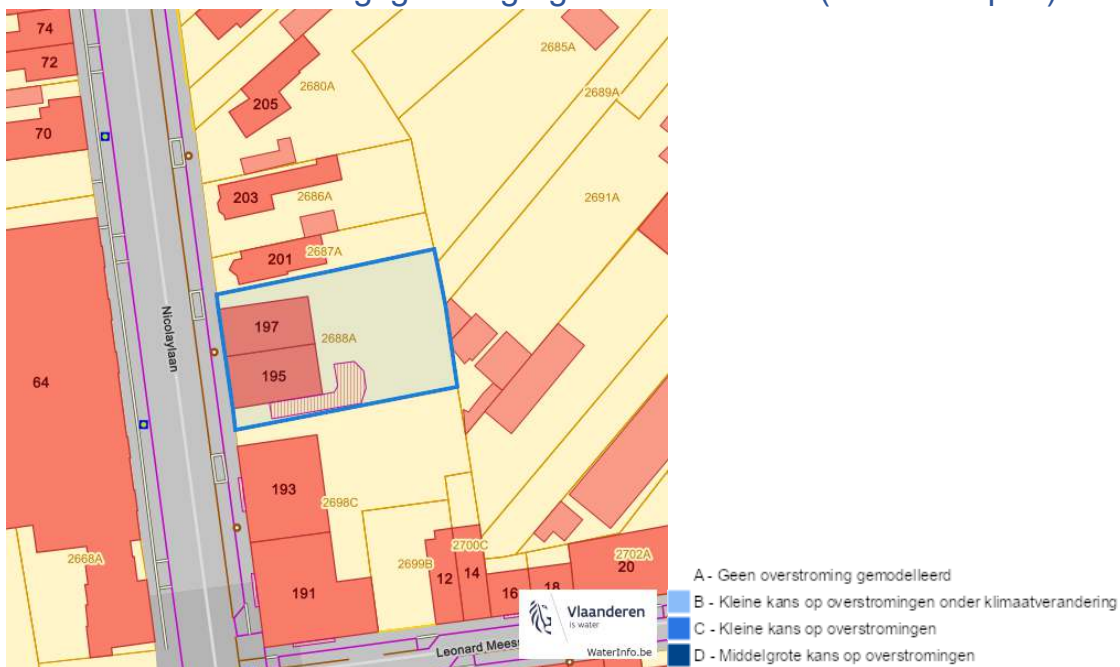 74
72
70
205
2680A
2685A
2689A
203
2686A
2691A
201
2687A
Nicolaylaan
197
2688A
195
64
193
2698C
2668A
2699B
2700C
2702A
12
14
16
18
20
191
Leonard Meess
Vlaanderen
is water
WaterInfo.be
A - Geen overstroming gemodelleerd
B - Kleine kans op overstromingen onder klimaatverandering
C - Kleine kans op overstromingen
D - Middelgrote kans op overstromingen